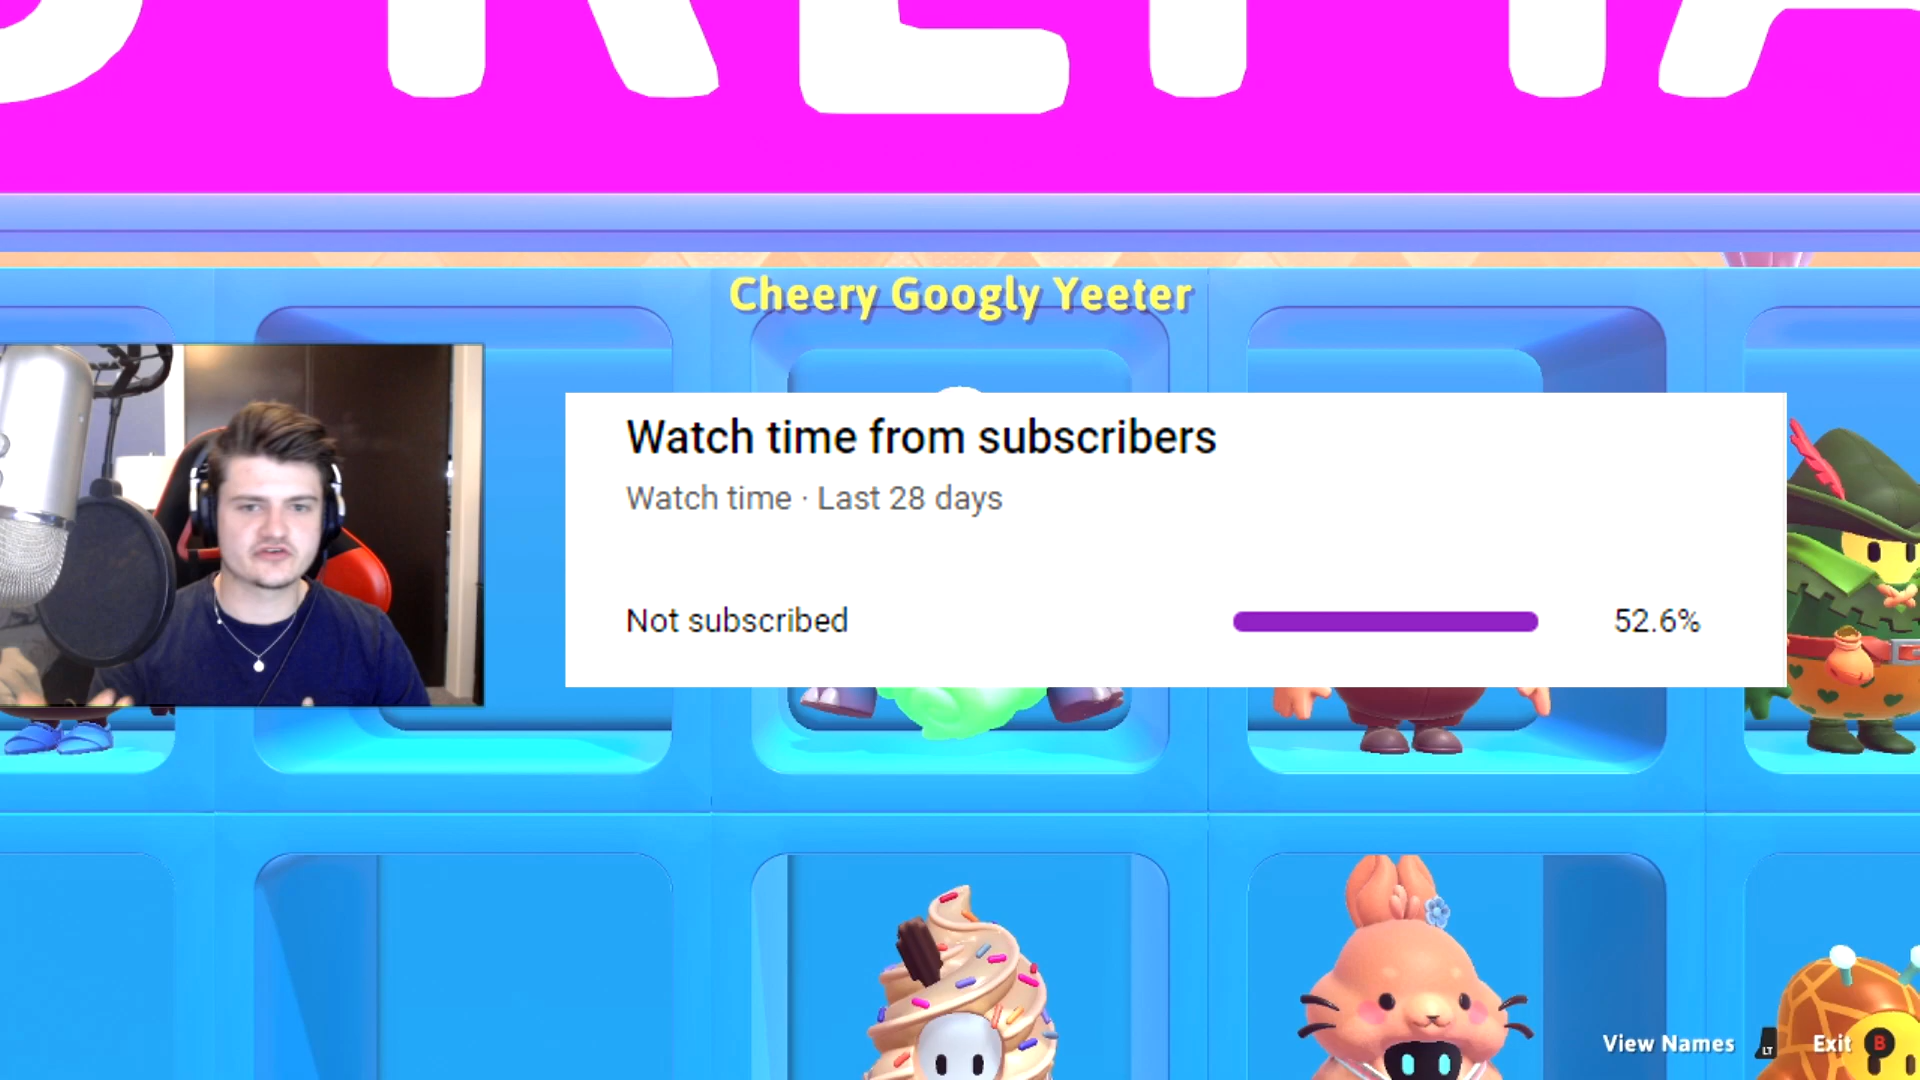 Cheery Googly Yeeter
Watch time from subscribers
Watch time · Last 28 days
Not subscribed 52.6%
View Names LT Exit B